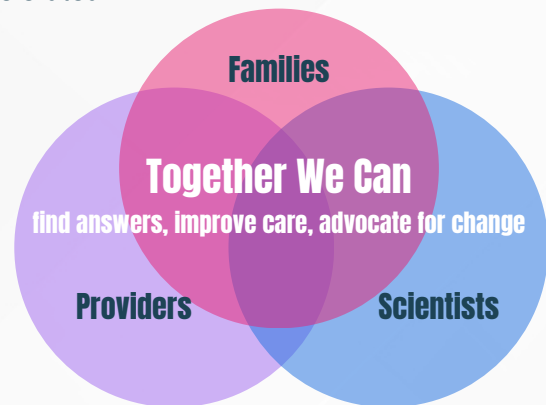 Families
Together We Can
find answers, improve care, advocate for change
Providers Scientists